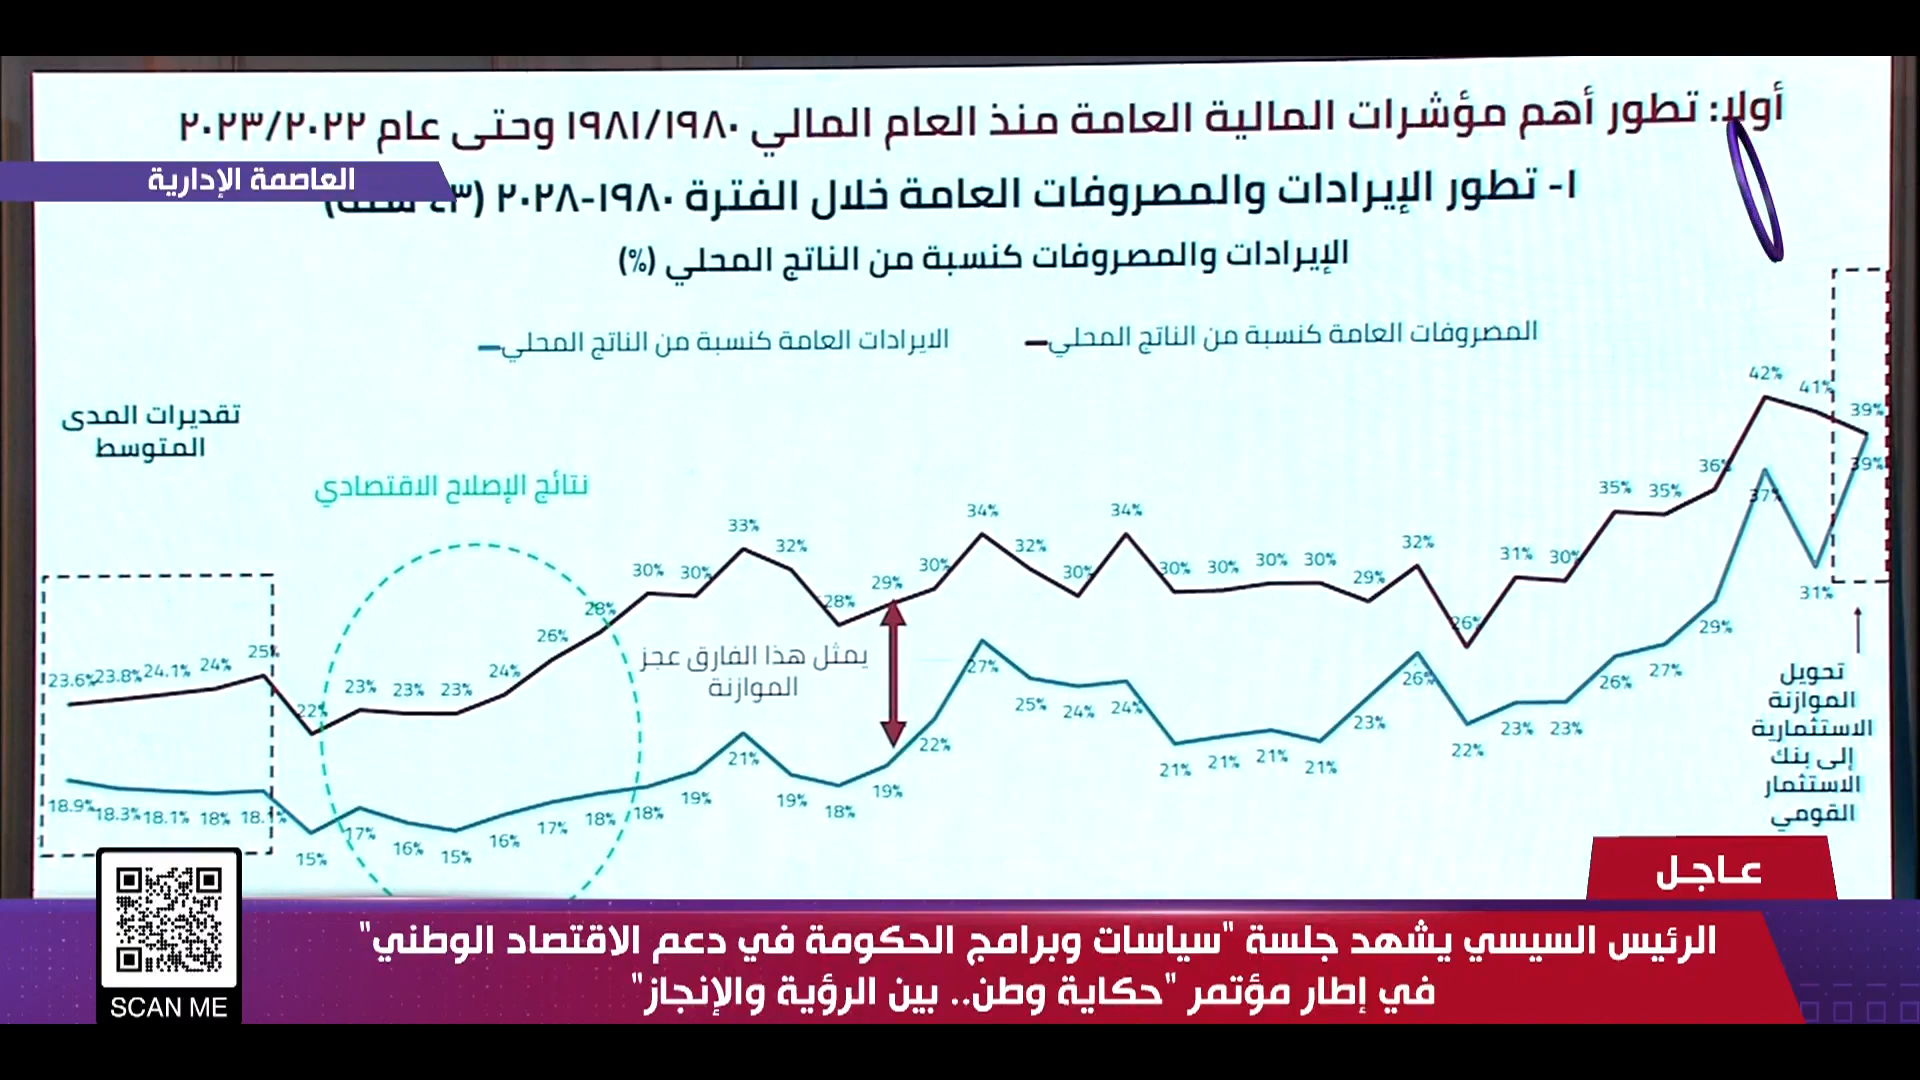 أولا: تطور أهم مؤشرات المالية العامة منذ العام المالي ١٩٨١/١٩٨٠ وحتى عام ٢٠٢٣/٢٠٢٢
العاصمة الإدارية
١- تطور الإيرادات والمصروفات العامة خلال الفترة ١٩٨٠-٢٠٢٨
الإيرادات والمصروفات كنسبة من الناتج المحلي (%)
المصروفات العامة كنسبة من الناتج المحلي
الايرادات العامة كنسبة من الناتج المحلي
تقديرات المدى
المتوسط
نتائج الإصلاح الاقتصادي
23.6% 23.8% 24.1% 24% 25% 22% 23% 23% 23% 24% 26% 28% 30% 30% 33% 32% 28% 29% 30% 34% 32% 30% 34% 30% 30% 30% 30% 29% 32% 26% 31% 30% 35% 35% 36% 42% 41% 39%
18.9% 18.3% 18.1% 18% 18.1% 15% 17% 16% 15% 16% 17% 18% 18% 19% 21% 19% 18% 19% 22% 27% 25% 24% 24% 21% 21% 21% 21% 23% 26% 22% 23% 23% 26% 27% 29% 37% 31% 39%
يمثل هذا الفارق عجز
الموازنة
تحويل
الموازنة
الاستثمارية
إلى بنك
الاستثمار
القومي
عاجل
الرئيس السيسي يشهد جلسة "سياسات وبرامج الحكومة في دعم الاقتصاد الوطني"
في إطار مؤتمر "حكاية وطن.. بين الرؤية والإنجاز"
SCAN ME